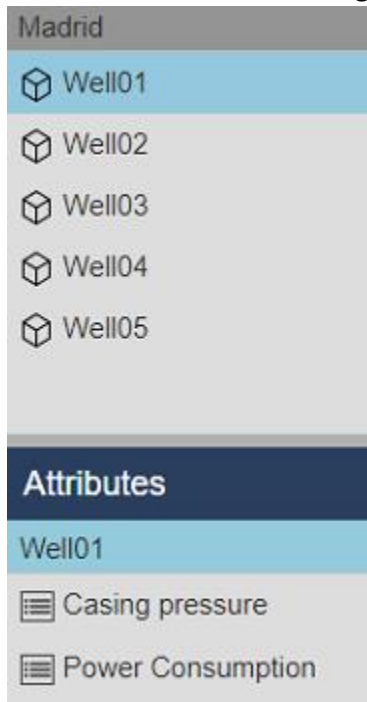 Madrid
Well01
Well02
Well03
Well04
Well05
Attributes
Well01
Casing pressure
Power Consumption